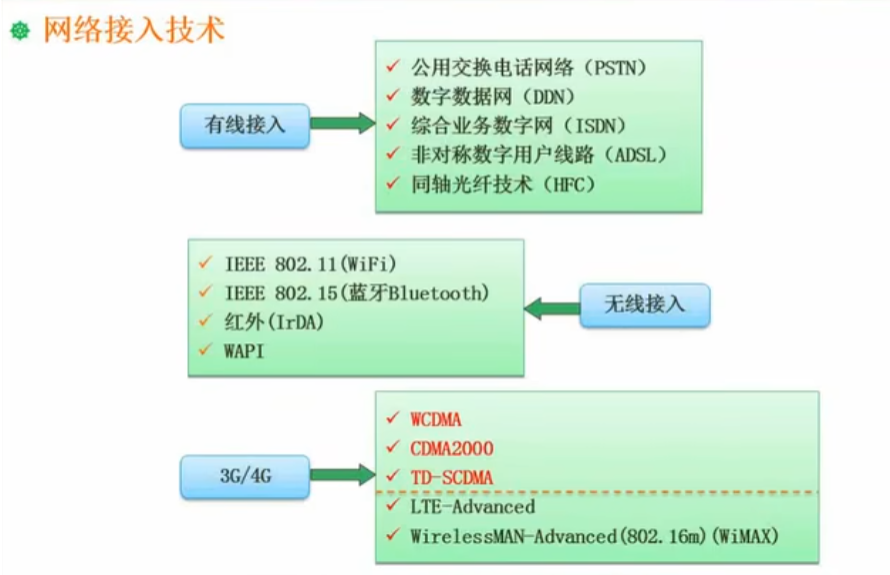 网络接入技术
有线接入
公用交换电话网络（PSTN）
数字数据网（DDN）
综合业务数字网（ISDN）
非对称数字用户线路（ADSL）
同轴光纤技术（HFC）
IEEE 802.11(WiFi)
IEEE 802.15(蓝牙Bluetooth)
红外(IrDA)
WAPI
无线接入
3G/4G
WCDMA
CDMA2000
TD-SCDMA
LTE-Advanced
WirelessMAN-Advanced(802.16m)(WiMAX)